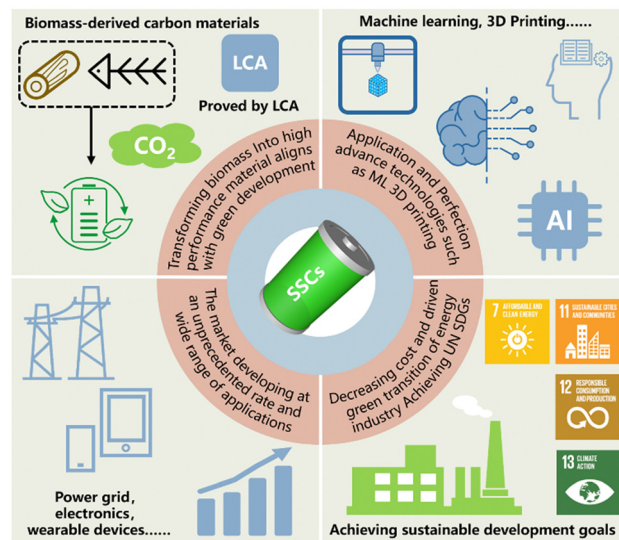 Biomass-derived carbon materials
LCA
Proved by LCA
CO2
Transforming biomass Into high
performance material aligns
with green development
Machine learning, 3D Printing......
AI
Application and Perfection
advance technologies such
as ML 3D printing
SSCs
The market developing at
an unprecedented rate and
wide range of applications
Power grid,
electronics,
wearable devices......
Decreasing cost and driven
green transition of energy
industry Achieving UN SDGs
7 AFFORDABLE AND
CLEAN ENERGY
11 SUSTAINABLE CITIES
AND COMMUNITIES
12 RESPONSIBLE
CONSUMPTION
AND PRODUCTION
13 CLIMATE
ACTION
Achieving sustainable development goals